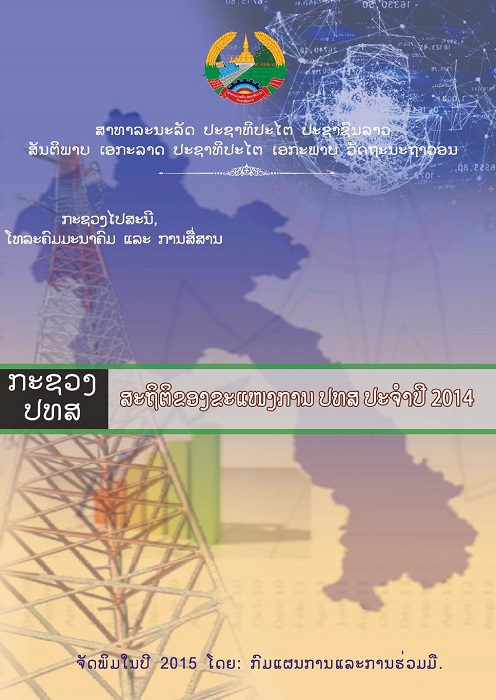 ສາທາລະນະລັດ ປະຊາທິປະໄຕ ປະຊາຊົນລາວ
ສັນຕິພາບ ເອກະລາດ ປະຊາທິປະໄຕ ເອກະພາບ ວັດຖະນະຖາວອນ
ກະຊວງໄປສະນີ,
ໂທລະຄົມມະນາຄົມ ແລະ ການສື່ສານ
ກະຊວງ
ປທສ
ສະຖິຕິຂອງຂະແໜງການ ປທສ ປະຈຳປີ 2014
ຈັດພິມໃນປີ 2015 ໂດຍ: ກົມແຜນການແລະການຮ່ວມມື.